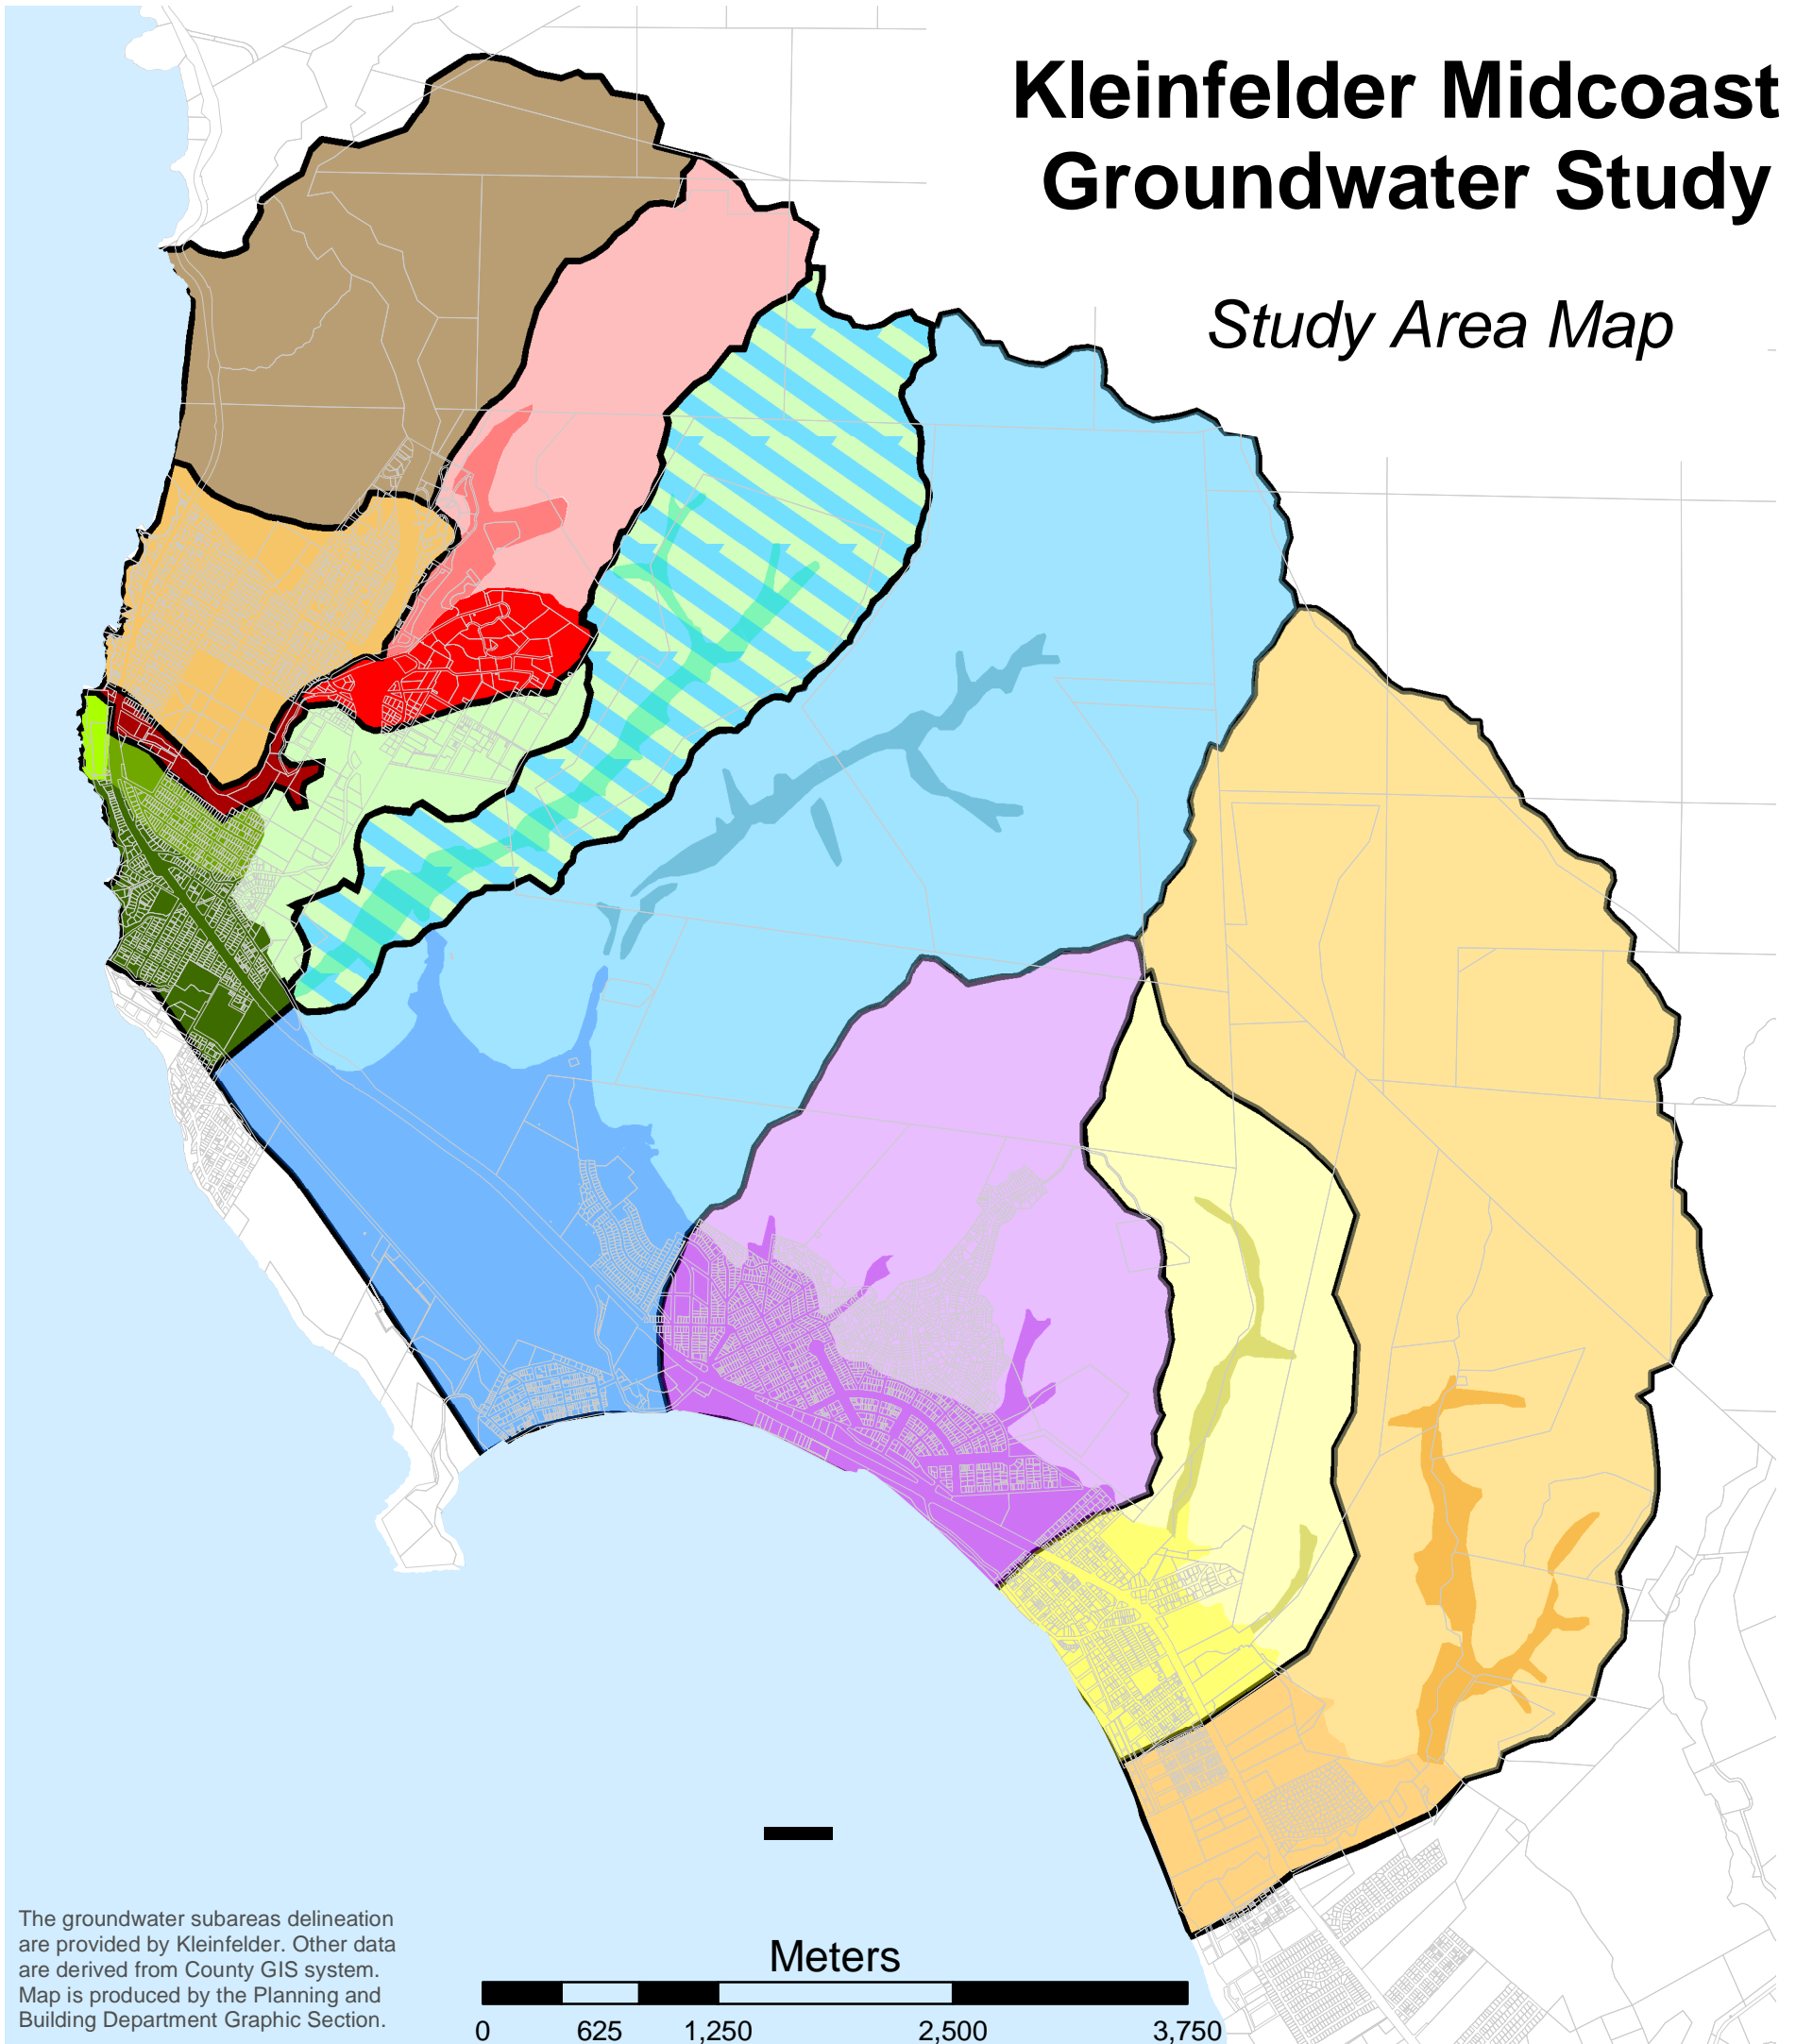 Kleinfelder Midcoast
Groundwater Study
Study Area Map
The groundwater subareas delineation
are provided by Kleinfelder. Other data
are derived from County GIS system.
Map is produced by the Planning and
Building Department Graphic Section.
Meters
0 625 1,250 2,500 3,750